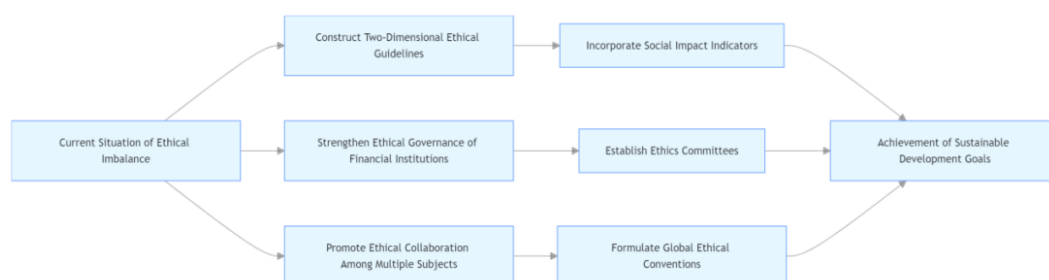 Construct Two-Dimensional Ethical
Guidelines
Incorporate Social Impact Indicators
Current Situation of Ethical
Imbalance
Strengthen Ethical Governance of
Financial Institutions
Establish Ethics Committees
Achievement of Sustainable
Development Goals
Promote Ethical Collaboration
Among Multiple Subjects
Formulate Global Ethical
Conventions